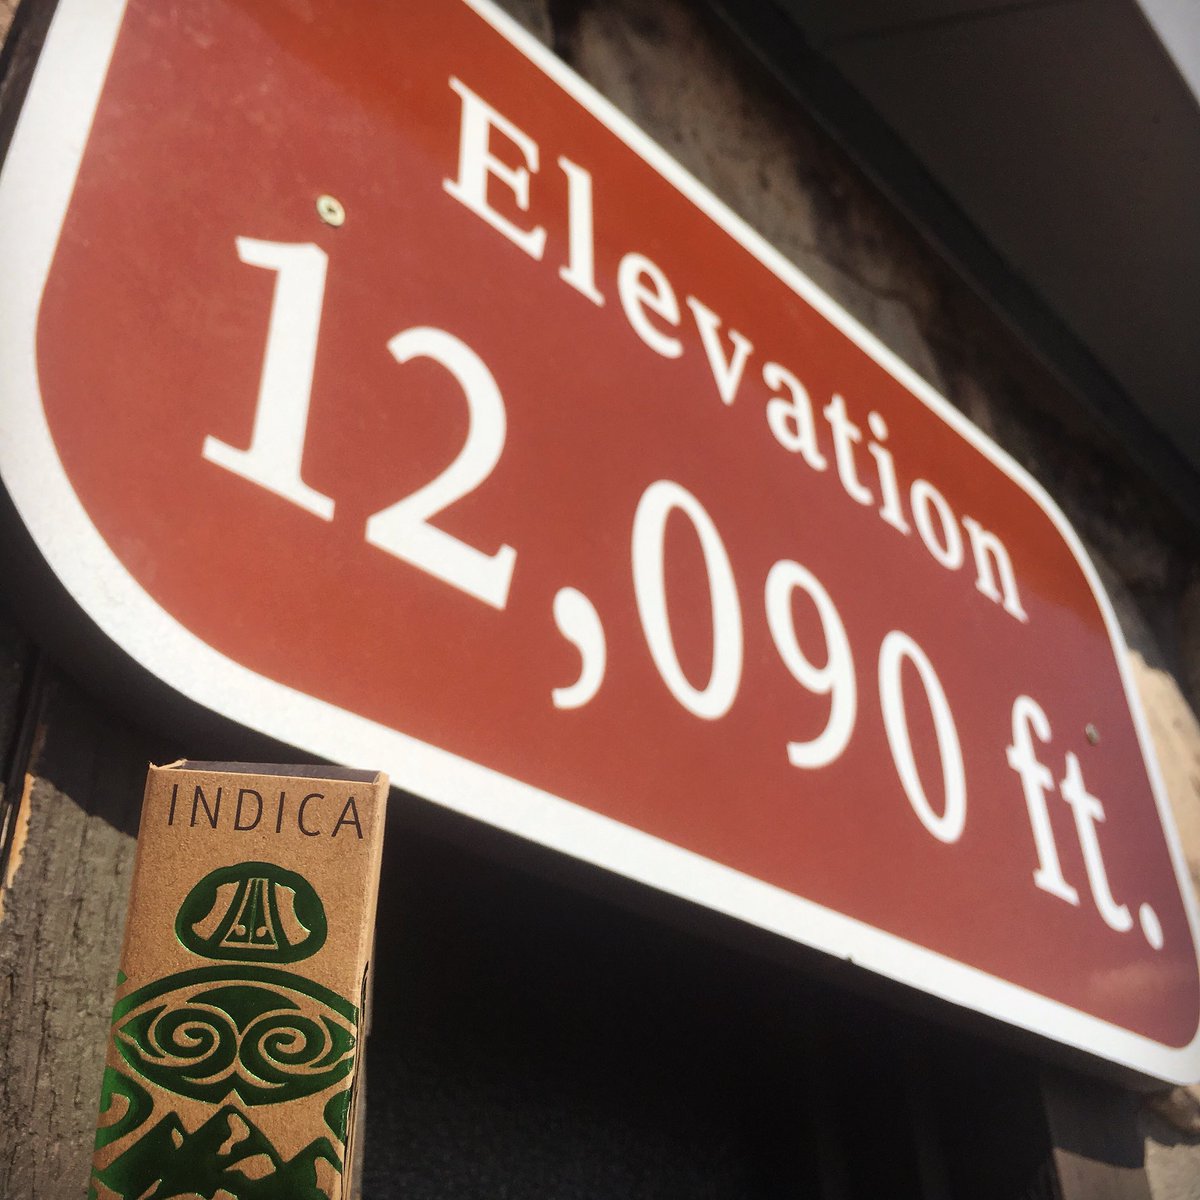 Elevation
12,090 ft.
INDICA